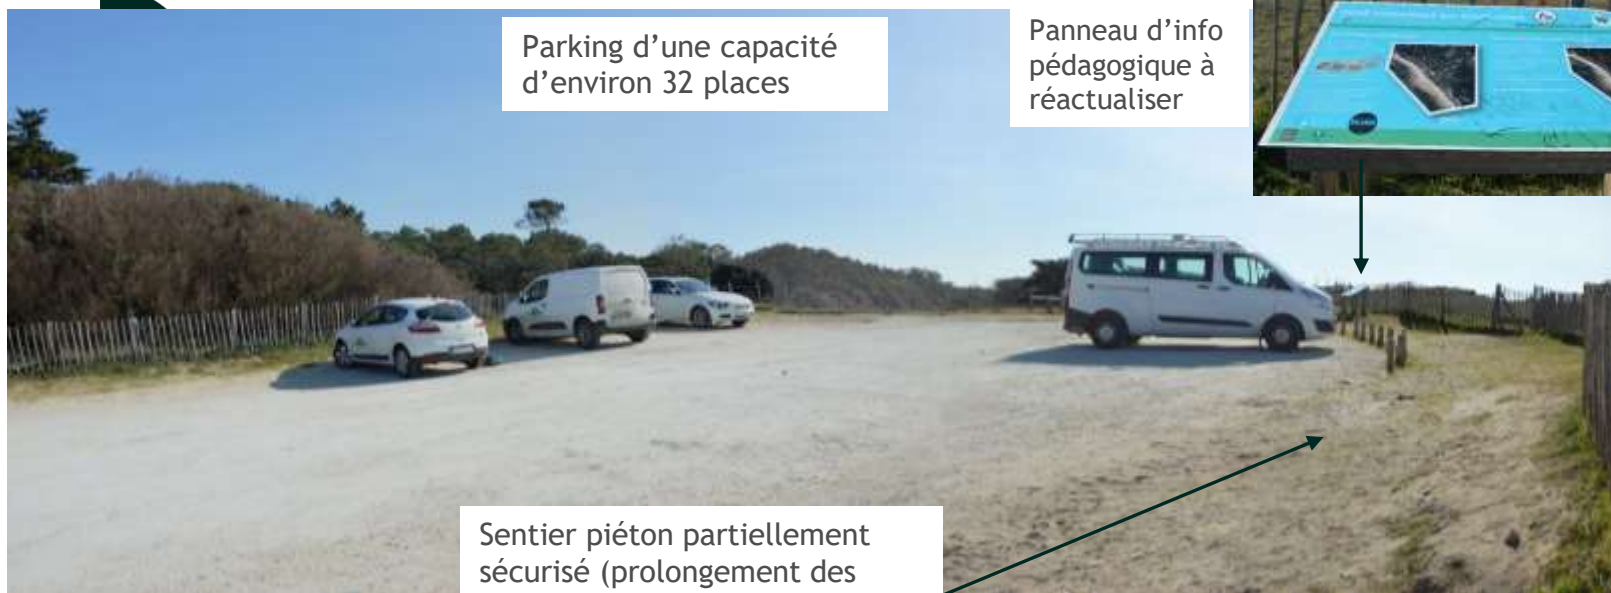 Parking d’une capacité
d’environ 32 places
Panneau d’info
pédagogique à
réactualiser
Sentier piéton partiellement
sécurisé (prolongement des